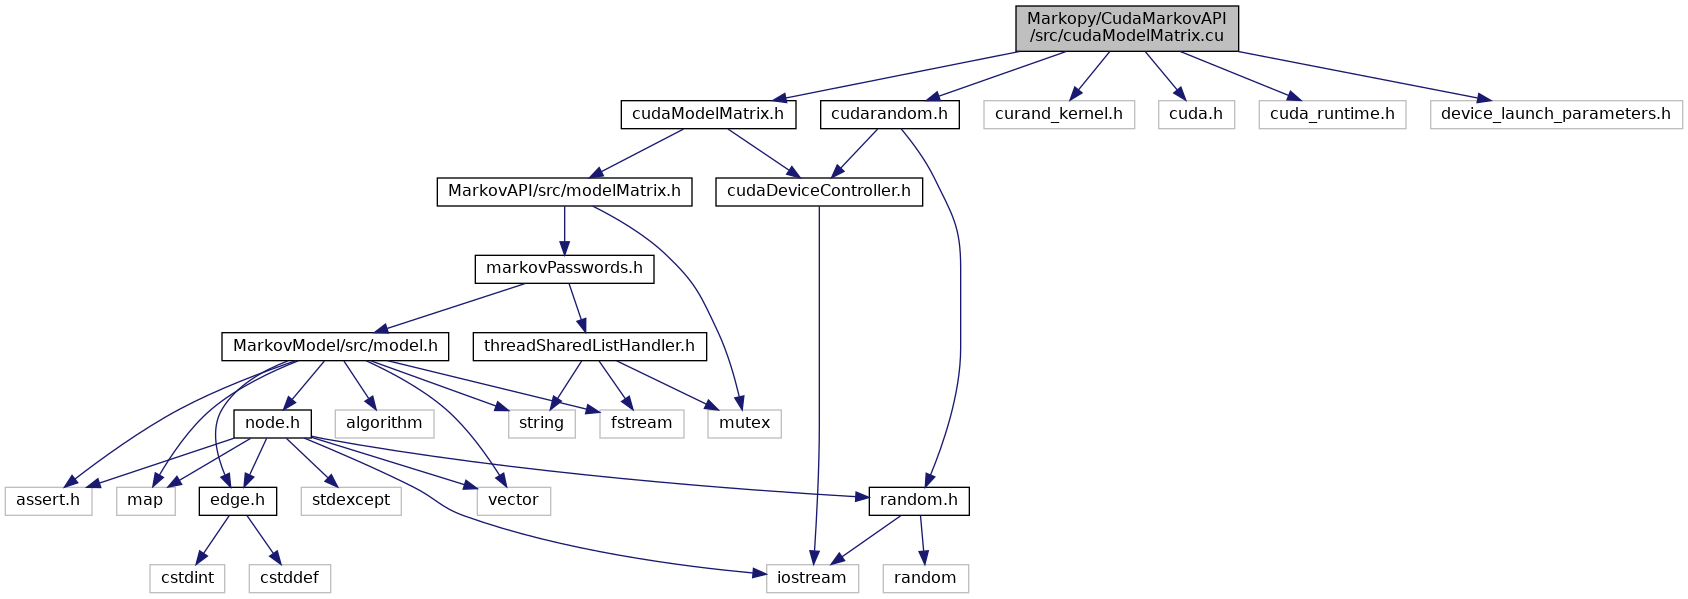 Markopy/CudaMarkovAPI
/src/cudaModelMatrix.cu
cudaModelMatrix.h
cudarandom.h
curand_kernel.h
cuda.h
cuda_runtime.h
device_launch_parameters.h
MarkovAPI/src/modelMatrix.h
cudaDeviceController.h
markovPasswords.h
MarkovModel/src/model.h
threadSharedListHandler.h
node.h
algorithm
string
fstream
mutex
assert.h
map
edge.h
stdexcept
vector
random.h
cstdint
cstddef
iostream
random